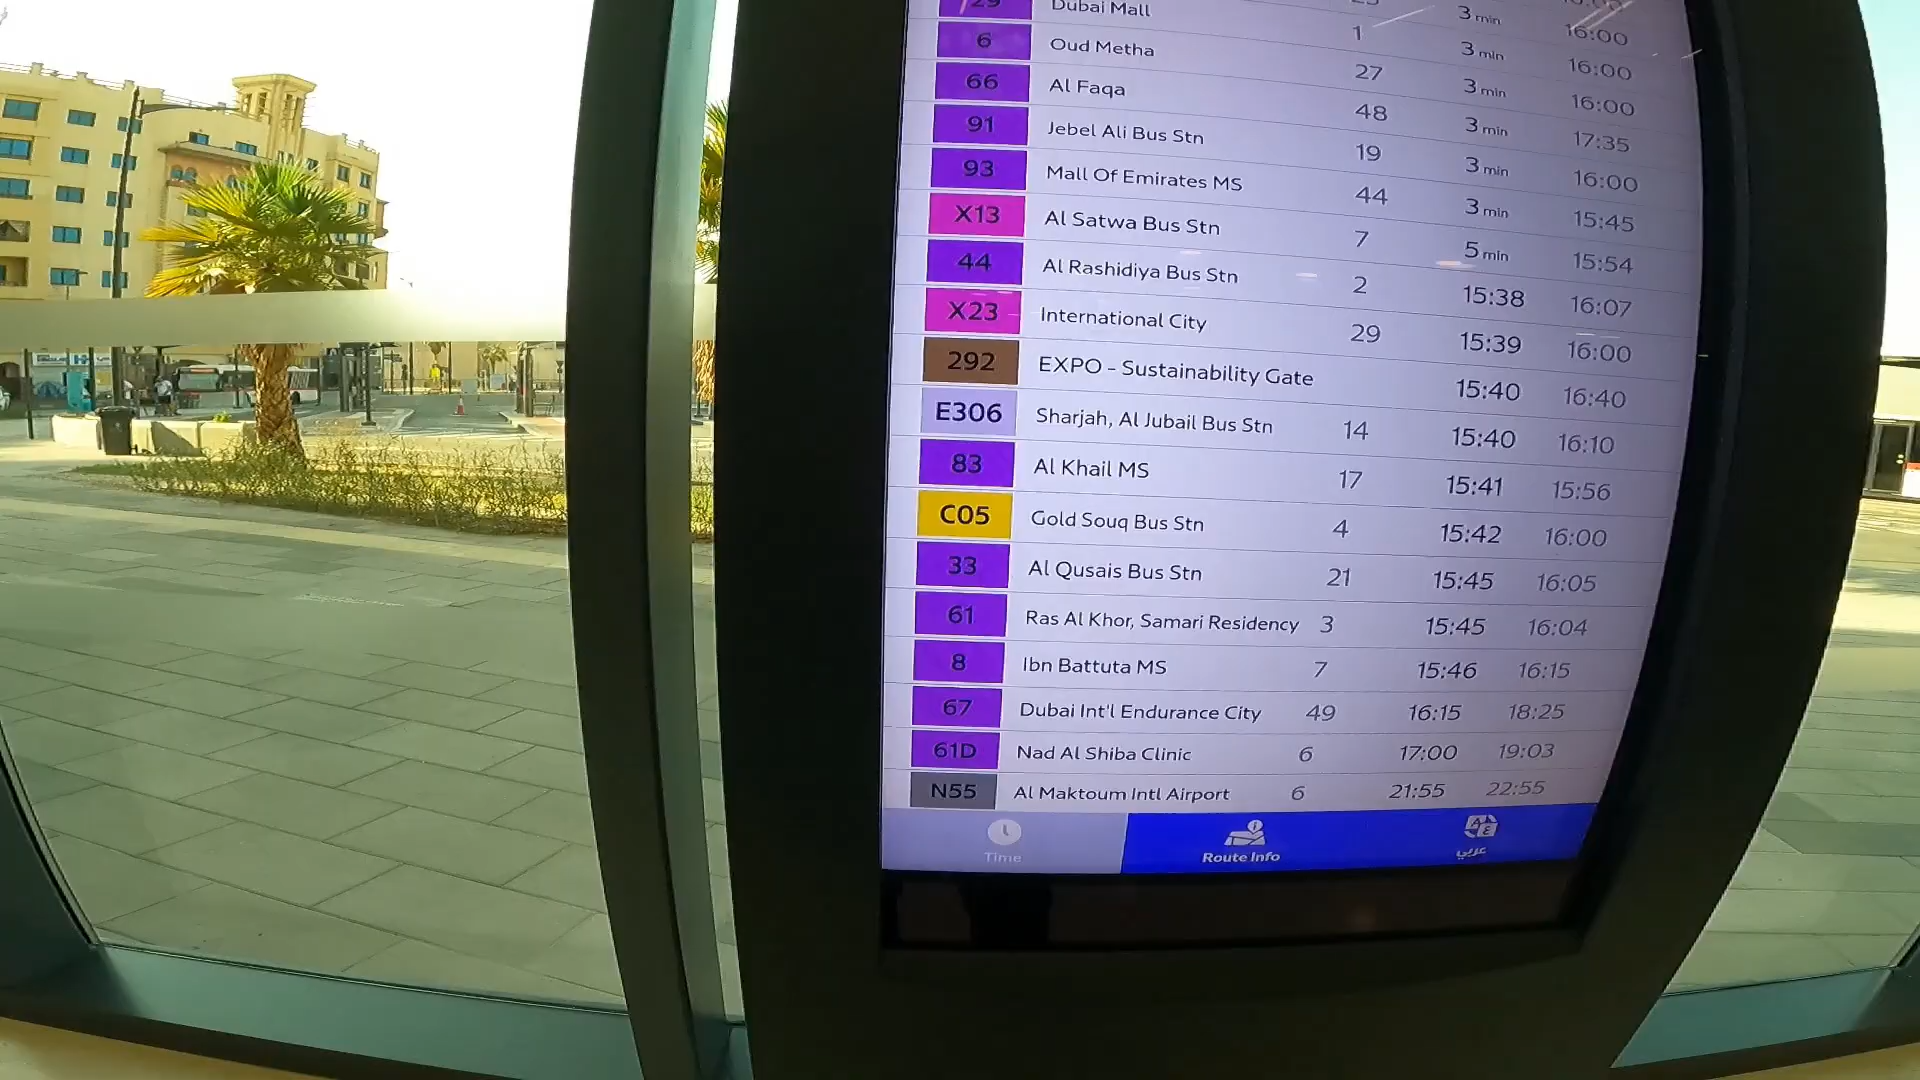 3 min 16:00
29 Dubai Mall 1 3 min 16:00
6 Oud Metha 27 3 min 16:00
66 Al Faqa 48 3 min 17:35
91 Jebel Ali Bus Stn 19 3 min 16:00
93 Mall Of Emirates MS 44 3 min 15:45
X13 Al Satwa Bus Stn 7 5 min 15:54
44 Al Rashidiya Bus Stn 2 15:38 16:07
X23 International City 29 15:39 16:00
292 EXPO - Sustainability Gate 15:40 16:40
E306 Sharjah, Al Jubail Bus Stn 14 15:40 16:10
83 Al Khail MS 17 15:41 15:56
C05 Gold Souq Bus Stn 4 15:42 16:00
33 Al Qusais Bus Stn 21 15:45 16:05
61 Ras Al Khor, Samari Residency 3 15:45 16:04
8 Ibn Battuta MS 7 15:46 16:15
67 Dubai Int'l Endurance City 49 16:15 18:25
61D Nad Al Shiba Clinic 6 17:00 19:03
N55 Al Maktoum Intl Airport 6 21:55 22:55
Time
Route Info
عربي